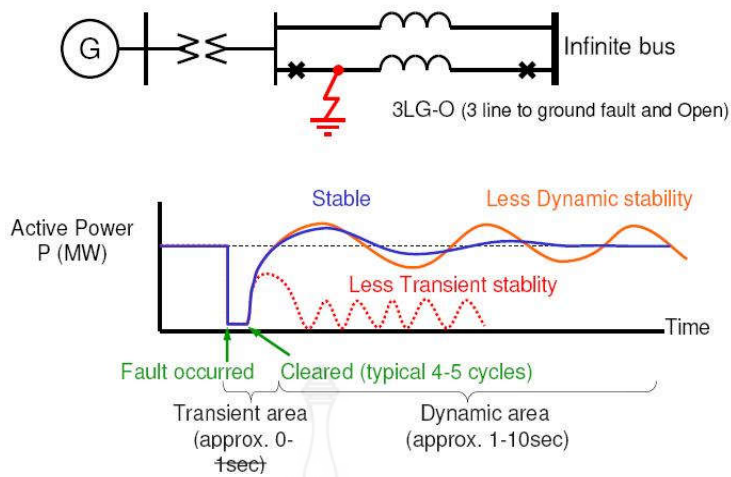 G
Infinite bus
3LG-O (3 line to ground fault and Open)
Stable
Less Dynamic stability
Active Power
P (MW)
Less Transient stablity
Time
Fault occurred
Cleared (typical 4-5 cycles)
Transient area
(approx. 0-
1sec)
Dynamic area
(approx. 1-10sec)